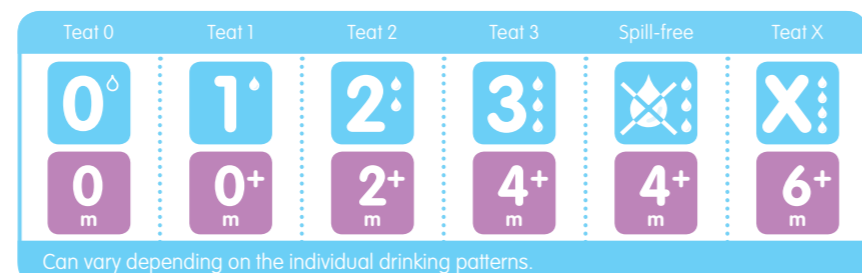 Teat 0 Teat 1 Teat 2 Teat 3 Spill-free Teat X
0 1 2 3 X
0 0+ 2+ 4+ 4+ 6+
m m m m m m
Can vary depending on the individual drinking patterns.